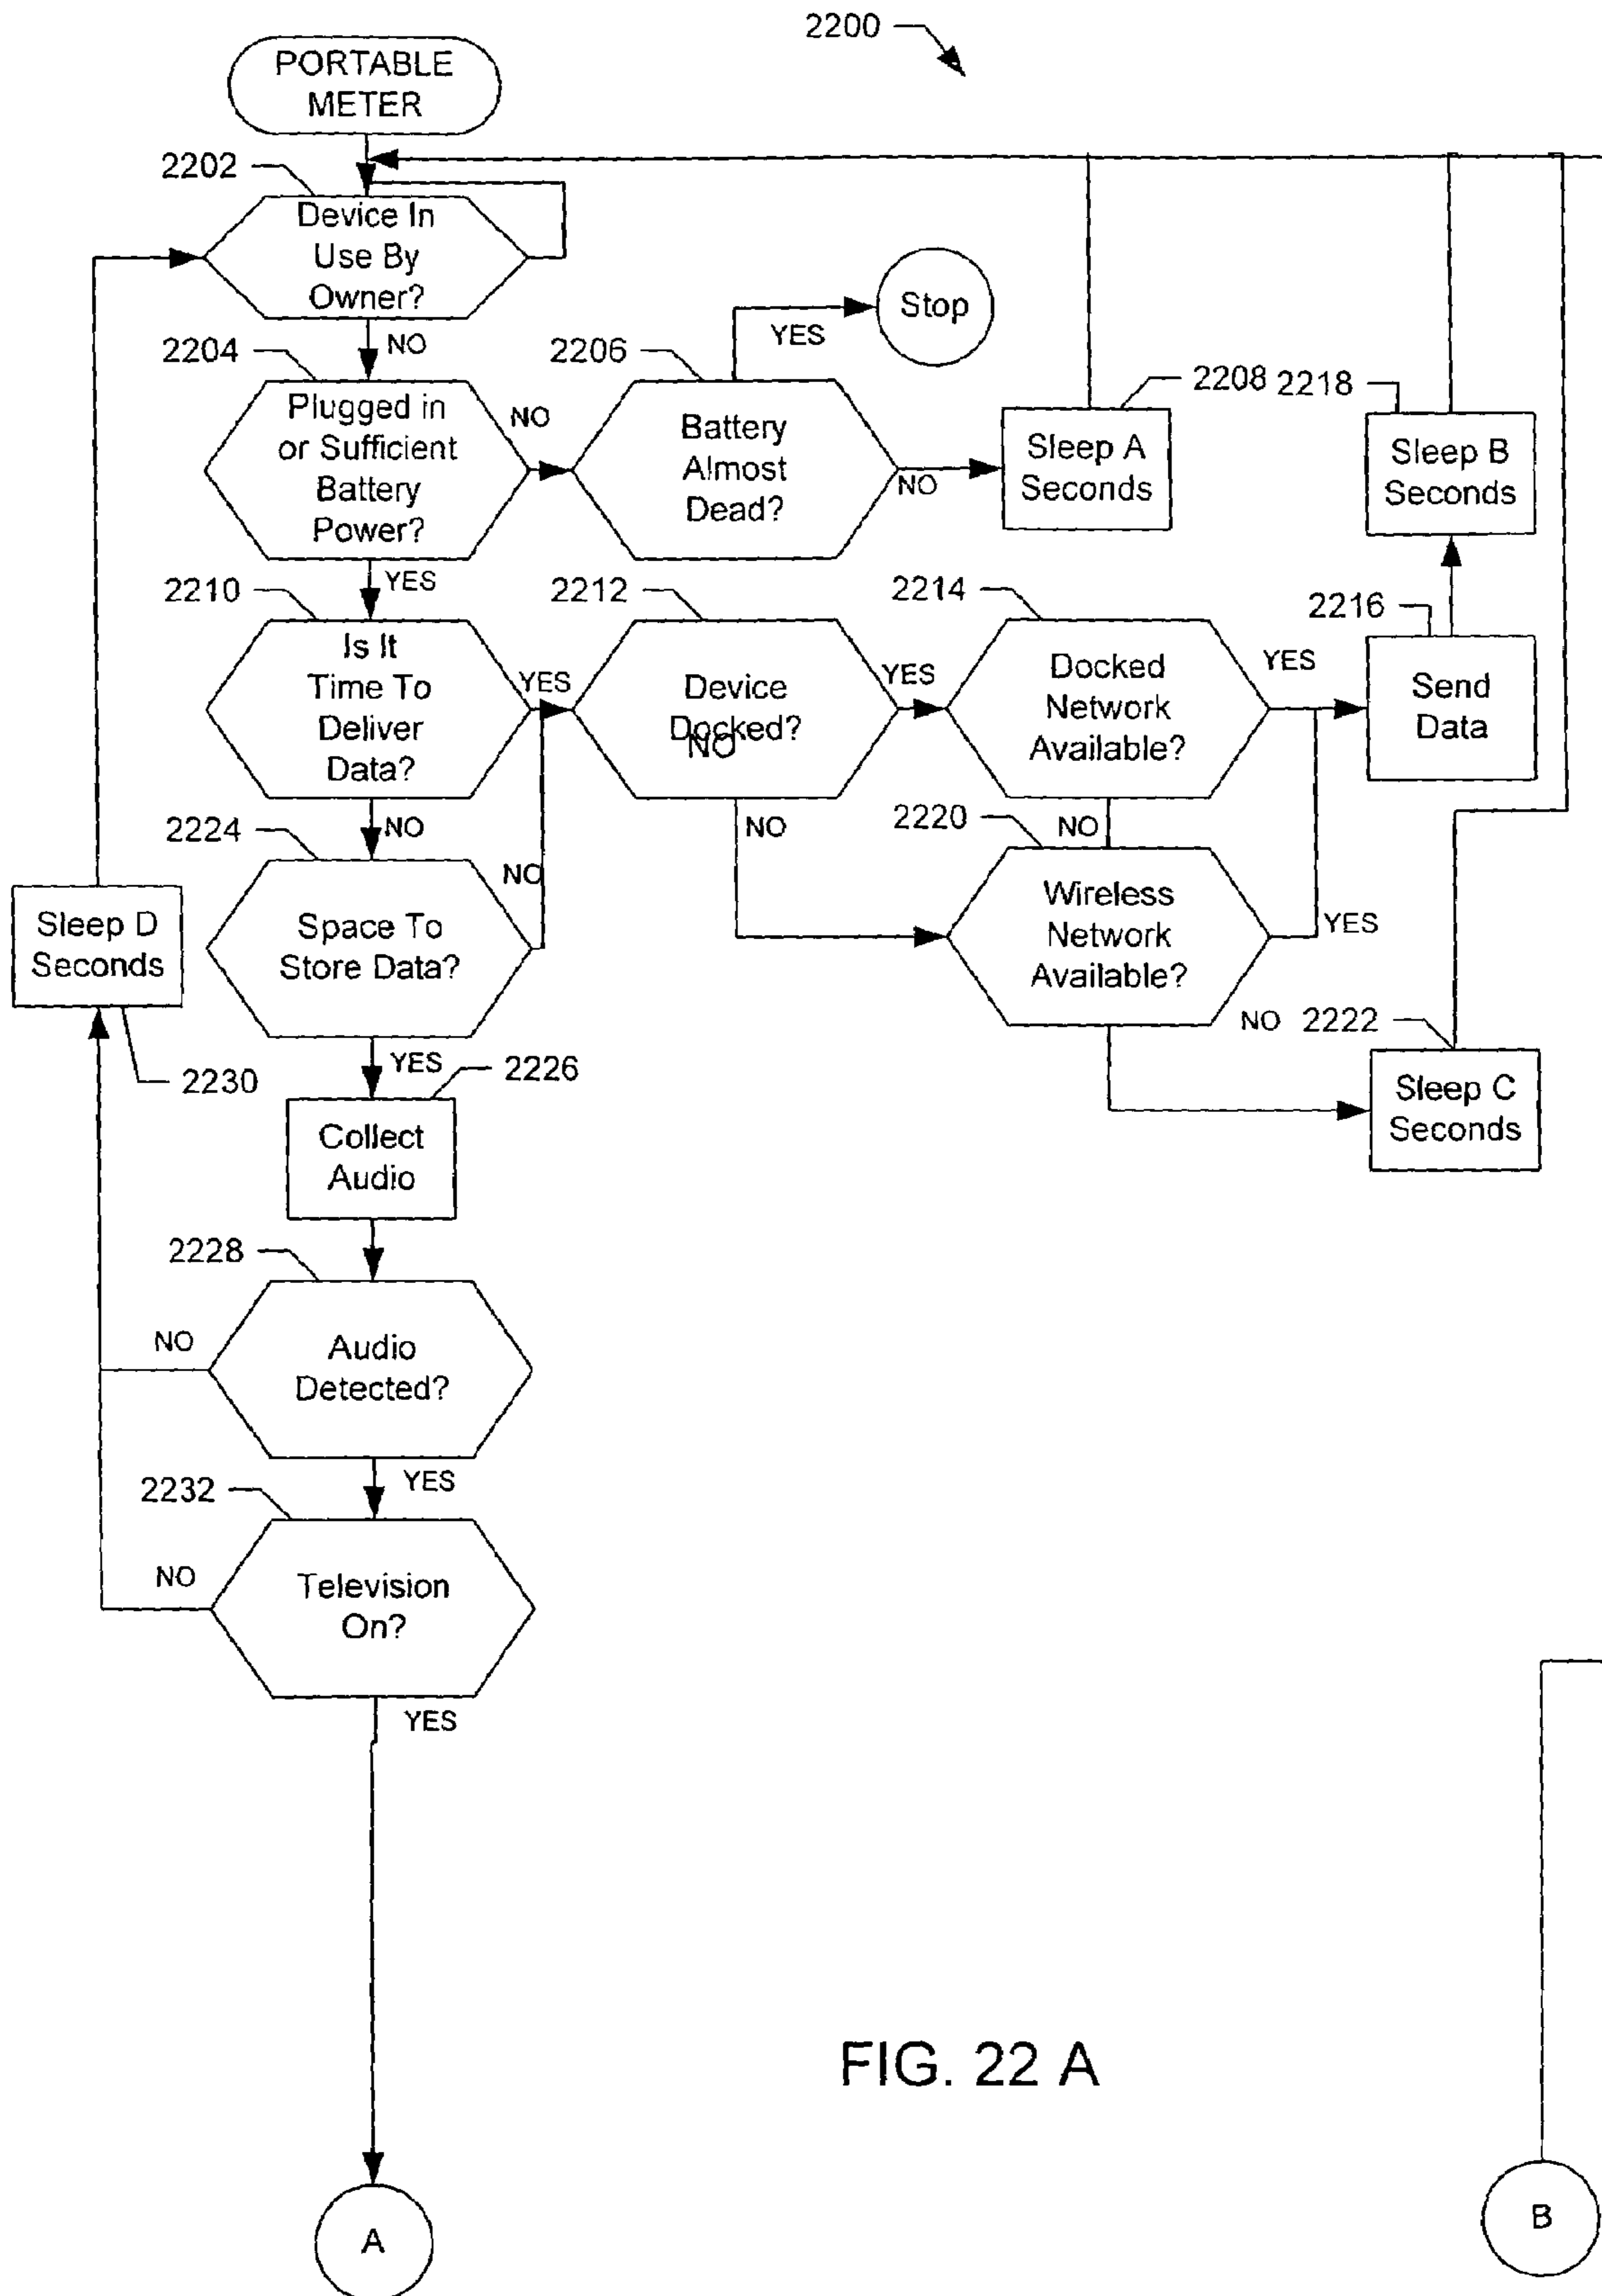 2200
PORTABLE
METER
2202
Device In
Use By
Owner?
NO
Stop
YES
2204
Plugged in
or Sufficient
Battery
Power?
NO
2206
Battery
Almost
Dead?
NO
2208
Sleep A
Seconds
2218
Sleep B
Seconds
YES
2210
Is It
Time To
Deliver
Data?
YES
2212
Device
Docked?
NO
YES
2214
Docked
Network
Available?
YES
2216
Send
Data
NO
2224
Space To
Store Data?
NO
NO
NO
2220
Wireless
Network
Available?
YES
NO
2222
Sleep C
Seconds
Sleep D
Seconds
2230
YES
2226
Collect
Audio
2228
Audio
Detected?
NO
YES
2232
Television
On?
NO
YES
FIG. 22 A
A
B